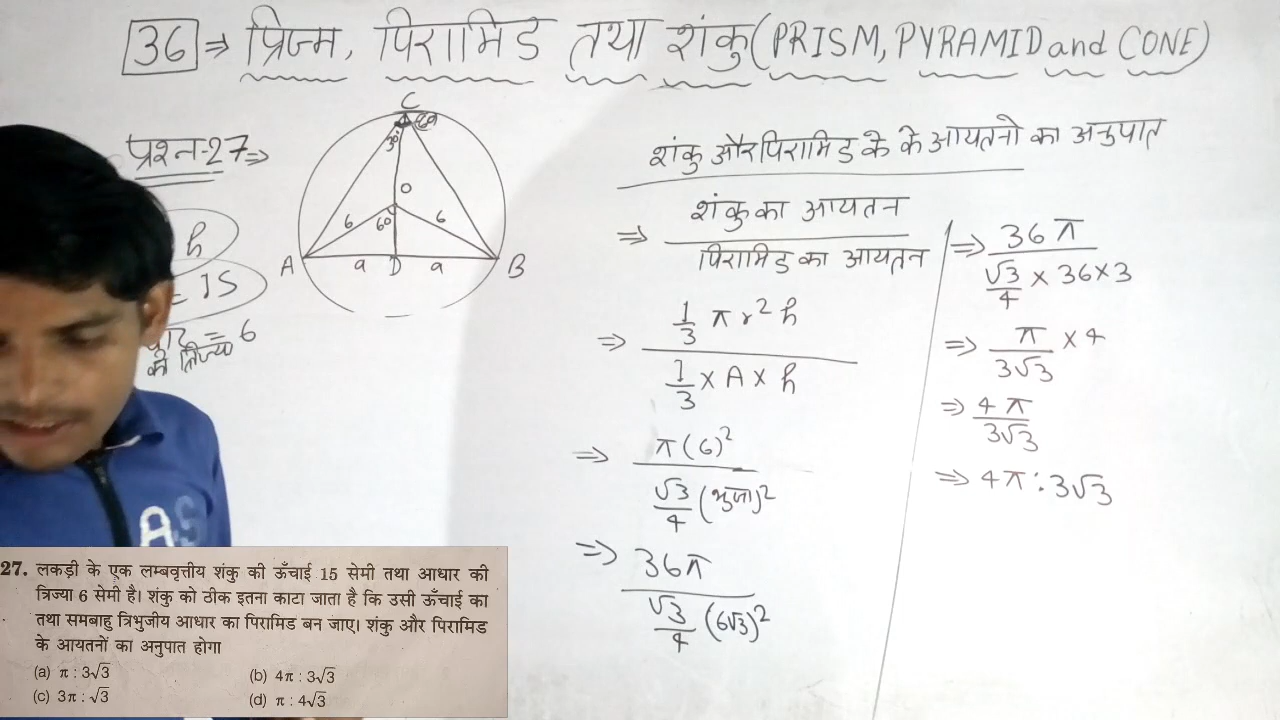 36 ⇒ प्रिज्म, पिरामिड तथा शंकु (PRISM, PYRAMID and CONE)
प्रश्न-27 ⇒
h
= 15
= 6
की त्रिज्या
C
30°
60°
O
6
60
6
A
a
D
a
B
शंकु और पिरामिड के के आयतनो का अनुपात
⇒ शंकु का आयतन / पिरामिड का आयतन
⇒ 1/3 π r² h / 1/3 × A × h
⇒ π(6)² / √3/4 (भुजा)²
⇒ 36π / √3/4 (6√3)²
⇒ 36π / √3/4 × 36 × 3
⇒ π/3√3 × 4
⇒ 4π/3√3
⇒ 4π : 3√3
AS
27. लकड़ी के एक लम्बवृत्तीय शंकु की ऊँचाई 15 सेमी तथा आधार की
त्रिज्या 6 सेमी है। शंकु को ठीक इतना काटा जाता है कि उसी ऊँचाई का
तथा समबाहु त्रिभुजीय आधार का पिरामिड बन जाए। शंकु और पिरामिड
के आयतनों का अनुपात होगा
(a) π : 3√3 (b) 4π : 3√3
(c) 3π : √3 (d) π : 4√3